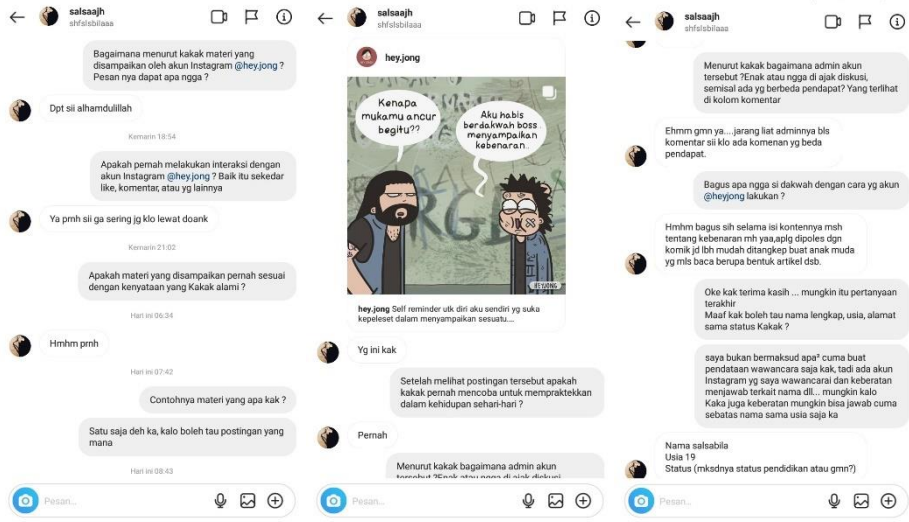 salsaajh
shfslsbilaaa
Bagaimana menurut kakak materi yang
disampaikan oleh akun Instagram @hey.jong ?
Pesan nya dapat apa ngga ?
Dpt sii alhamdulillah
Kemarin 18:54
Apakah pernah melakukan interaksi dengan
akun Instagram @hey.jong ? Baik itu sekedar
like, komentar, atau yg lainnya
Ya prnh sii ga sering jg klo lewat doank
Kemarin 21:02
Apakah materi yang disampaikan pernah sesuai
dengan kenyataan yang Kakak alami ?
Hari ini 06:34
Hmhm prnh
Hari ini 07:42
Contohnya materi yang apa kak ?
Satu saja deh ka, kalo boleh tau postingan yang
mana
Hari ini 08:43
Pesan...
salsaajh
shfslsbilaaa
hey.jong
Kenapa
mukamu ancur
begitu??
Aku habis
berdakwah boss..
menyampaikan
kebenaran..
HEYJONG
hey.jong Self reminder utk diri aku sendiri yg suka
kepeleset dalam menyampaikan sesuatu....
Yg ini kak
Setelah melihat postingan tersebut apakah
kakak pernah mencoba untuk mempraktekkan
dalam kehidupan sehari-hari ?
Pernah
Menurut kakak bagaimana admin akun
tersebut ?Enak atau ngga di ajak diskusi,
Pesan...
salsaajh
shfslsbilaaa
Menurut kakak bagaimana admin akun
tersebut ?Enak atau ngga di ajak diskusi,
semisal ada yg berbeda pendapat? Yang terlihat
di kolom komentar
Ehmm gmn ya....jarang liat adminnya bls
komentar sii klo ada komenan yg beda
pendapat.
Bagus apa ngga si dakwah dengan cara yg akun
@heyjong lakukan ?
Hmhm bagus sih selama isi kontennya msh
tentang kebenaran mh yaa,aplg dipoles dgn
komik jd lbh mudah ditangkep buat anak muda
yg mls baca berupa bentuk artikel dsb.
Oke kak terima kasih ... mungkin itu pertanyaan
terakhir
Maaf kak boleh tau nama lengkap, usia, alamat
sama status Kakak ?
saya bukan bermaksud apa² cuma buat
pendataan wawancara saja kak, tadi ada akun
Instagram yg saya wawancarai dan keberatan
menjawab terkait nama dll... mungkin kalo
Kaka juga keberatan mungkin bisa jawab cuma
sebatas nama sama usia saja ka
Nama salsabila
Usia 19
Status (mksdnya status pendidikan atau gmn?)
Pesan...